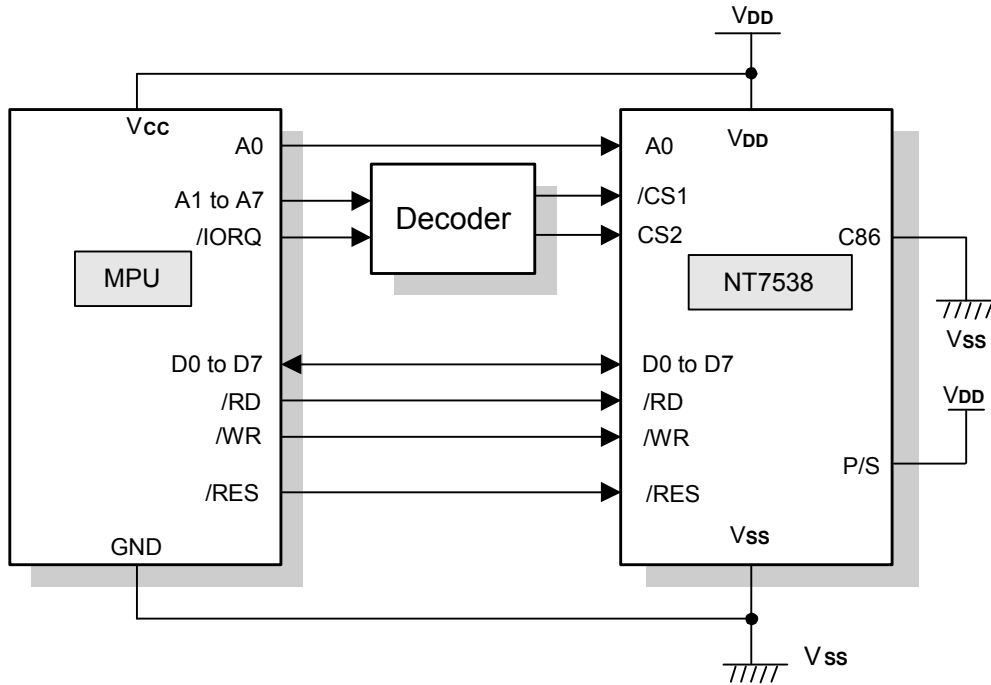 VDD
VCC
VDD
A0
A0
A1 to A7
Decoder
/CS1
/IORQ
CS2
C86
MPU
NT7538
VSS
D0 to D7
D0 to D7
/RD
/RD
VDD
/WR
/WR
P/S
/RES
/RES
GND
VSS
VSS